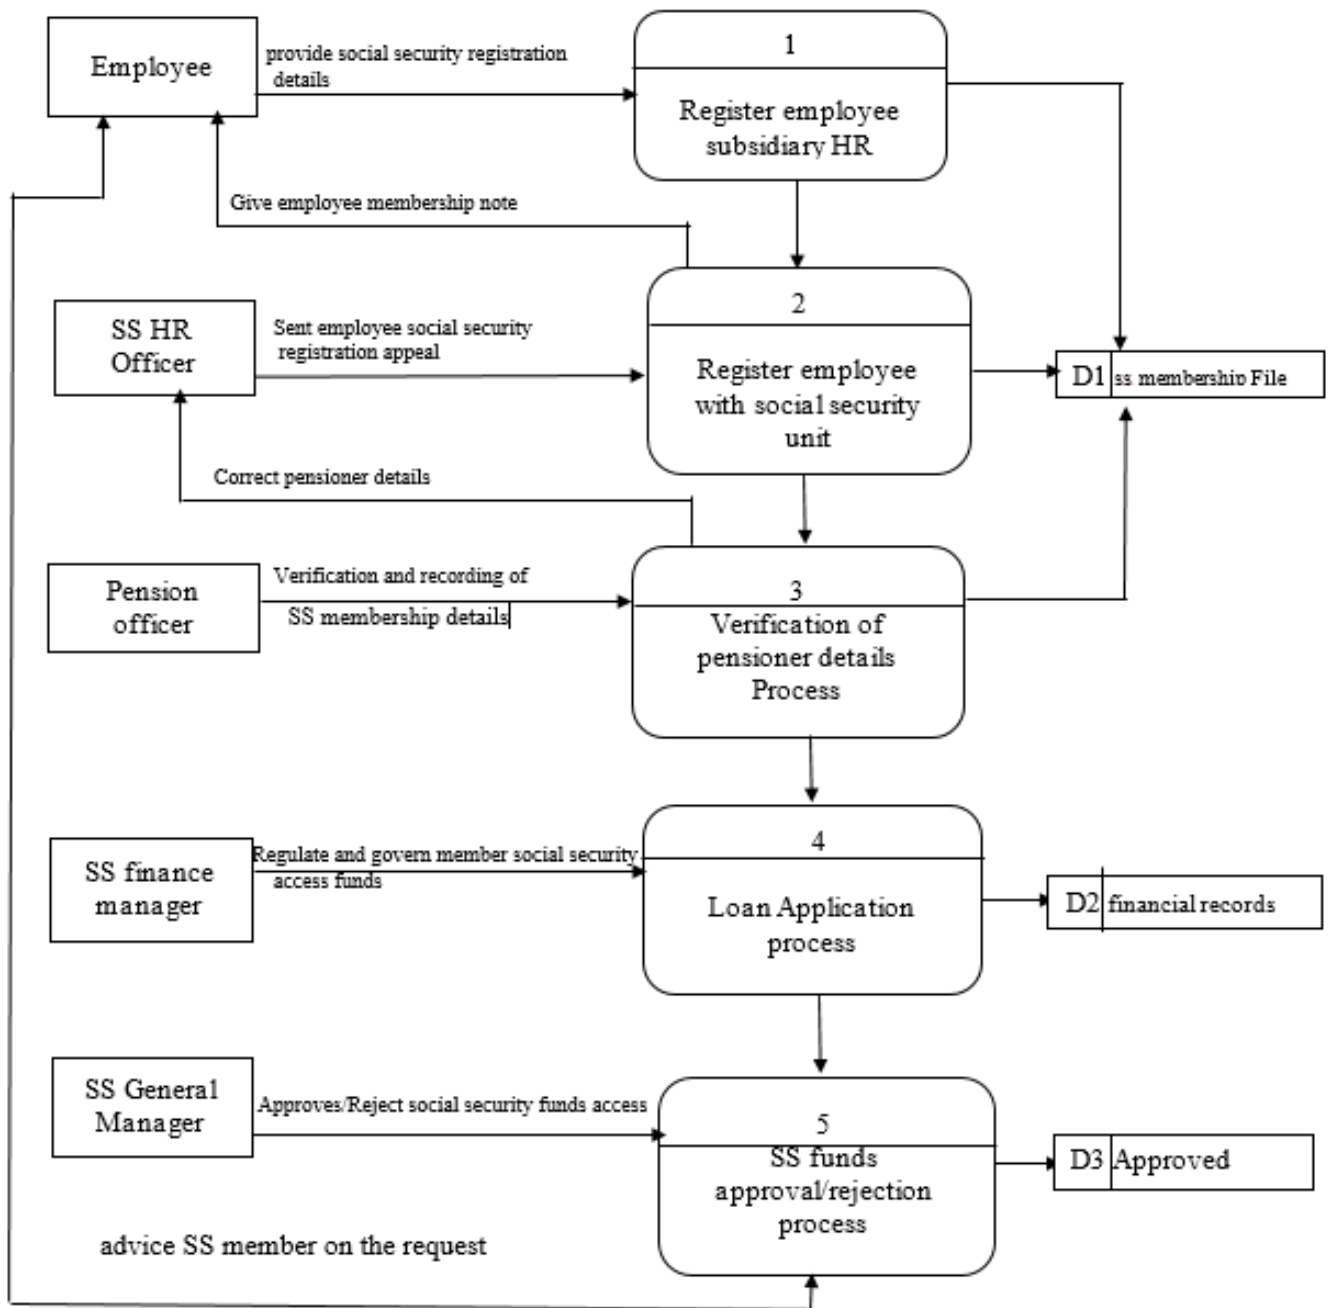 1
Employee
provide social security registration
details
Register employee
subsidiary HR
Give employee membership note
2
SS HR
Officer
Sent employee social security
registration appeal
Register employee
with social security
unit
D1 ss membership File
Correct pensioner details
3
Pension
officer
Verification and recording of
SS membership details
Verification of
pensioner details
Process
4
SS finance
manager
Regulate and govern member social security
access funds
Loan Application
process
D2 financial records
SS General
Manager
Approves/Reject social security funds access
5
SS funds
approval/rejection
process
D3 Approved
advice SS member on the request